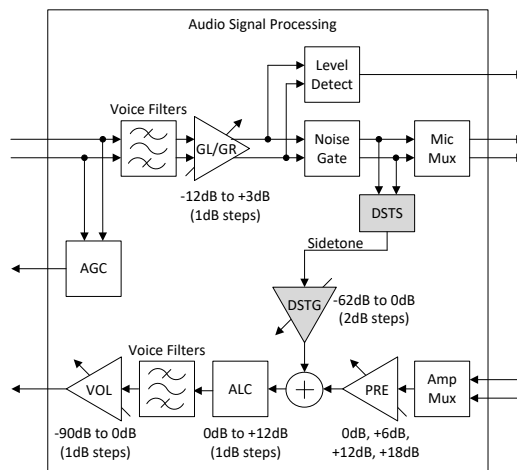 Audio Signal Processing
Level
Detect
Voice Filters
GL/GR
Noise
Gate
Mic
Mux
-12dB to +3dB
(1dB steps)
DSTS
Sidetone
AGC
DSTG
-62dB to 0dB
(2dB steps)
Voice Filters
VOL
ALC
PRE
Amp
Mux
-90dB to 0dB
(1dB steps)
0dB to +12dB
(1dB steps)
0dB, +6dB,
+12dB, +18dB